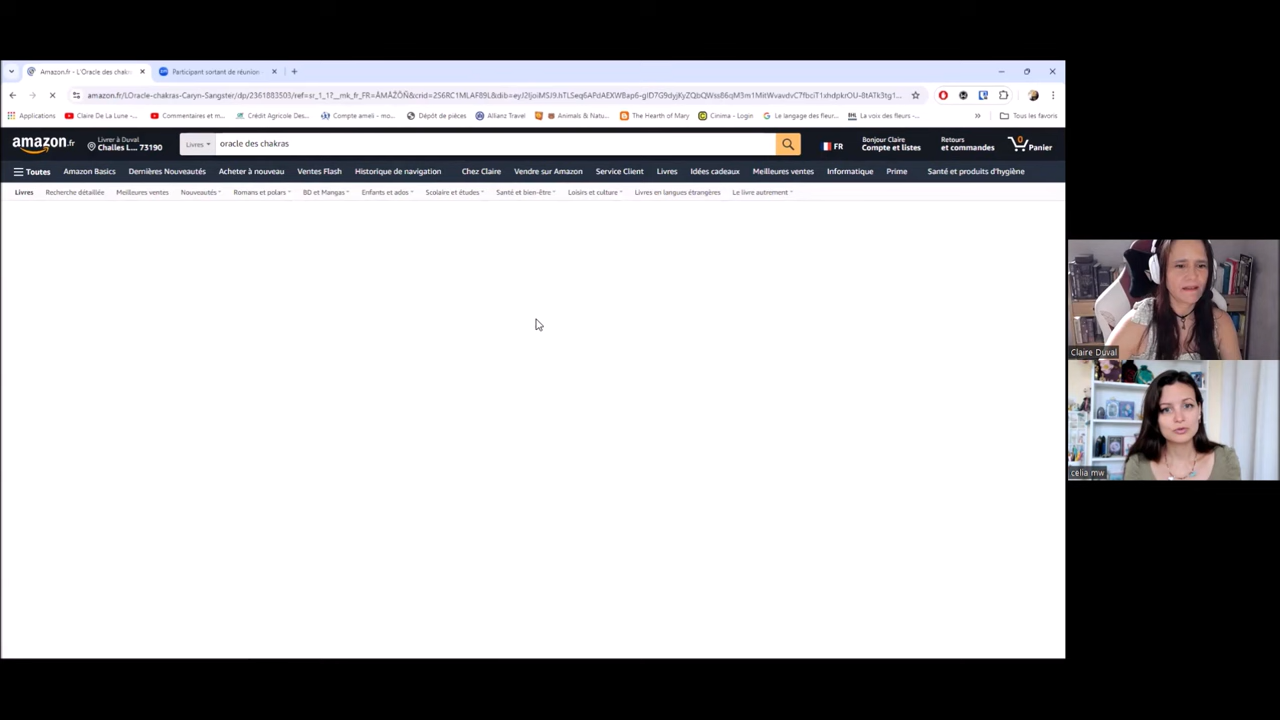 Amazon.fr - L'Oracle des chakr
Participant sortant de réunion
amazon.fr/LOracle-chakras-Caryn-Sangster/dp/2361883503/ref=sr_1_1?
Applications
Claire De La Lune - ...
Commentaires et m...
Crédit Agricole Des...
Compte ameli - mo...
Dépôt de pièces
Allianz Travel
Animals & Natu...
The Hearth of Mary
Cinima - Login
Le langage des fleur...
La voix des fleurs -...
»
Tous les favoris
amazon.fr
Livrer à Duval
Challes L... 73190
Livres
oracle des chakras
FR
Bonjour Claire
Compte et listes
Retours
et commandes
0
Panier
Toutes
Amazon Basics
Dernières Nouveautés
Acheter à nouveau
Ventes Flash
Historique de navigation
Chez Claire
Vendre sur Amazon
Service Client
Livres
Idées cadeaux
Meilleures ventes
Informatique
Prime
Santé et produits d'hygiène
Livres
Recherche détaillée
Meilleures ventes
Nouveautés
Romans et polars
BD et Mangas
Enfants et ados
Scolaire et études
Santé et bien-être
Loisirs et culture
Livres en langues étrangères
Le livre autrement
Claire Duval
celia mw